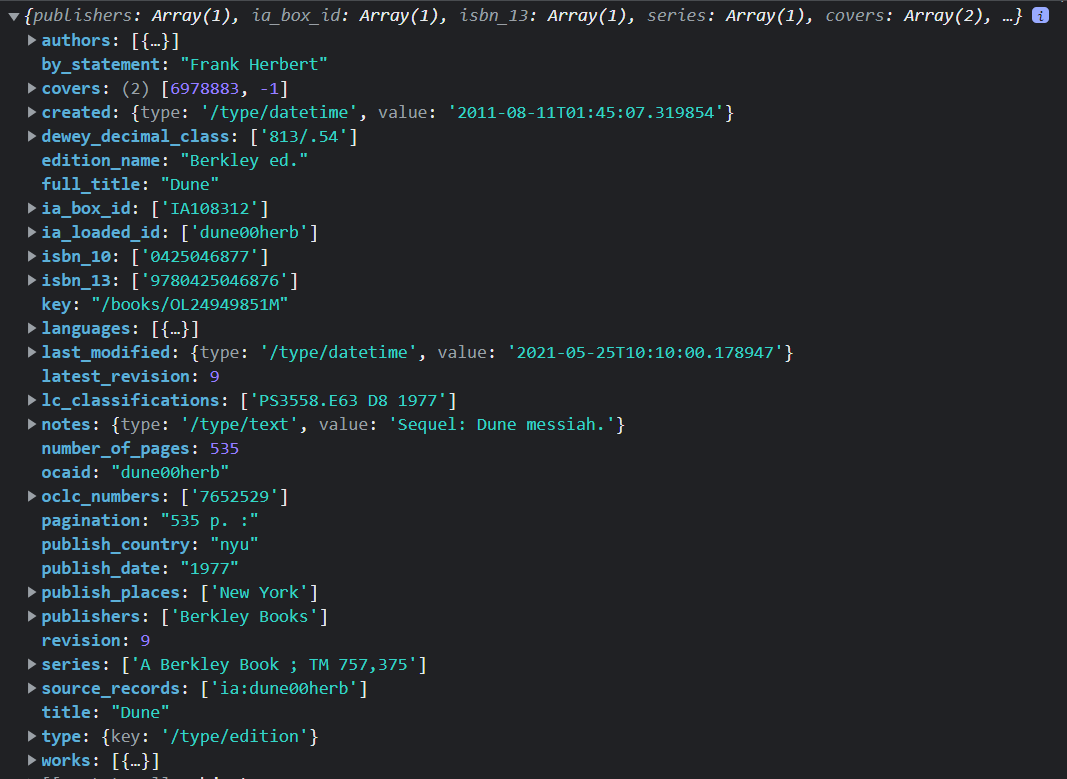 ▼{publishers: Array(1), ia_box_id: Array(1), isbn_13: Array(1), series: Array(1), covers: Array(2), …} i
▶authors: [{…}]
by_statement: "Frank Herbert"
▶covers: (2) [6978883, -1]
▶created: {type: '/type/datetime', value: '2011-08-11T01:45:07.319854'}
▶dewey_decimal_class: ['813/.54']
edition_name: "Berkley ed."
full_title: "Dune"
▶ia_box_id: ['IA108312']
▶ia_loaded_id: ['dune00herb']
▶isbn_10: ['0425046877']
▶isbn_13: ['9780425046876']
key: "/books/OL24949851M"
▶languages: [{…}]
▶last_modified: {type: '/type/datetime', value: '2021-05-25T10:10:00.178947'}
latest_revision: 9
▶lc_classifications: ['PS3558.E63 D8 1977']
▶notes: {type: '/type/text', value: 'Sequel: Dune messiah.'}
number_of_pages: 535
ocaid: "dune00herb"
▶oclc_numbers: ['7652529']
pagination: "535 p. :"
publish_country: "nyu"
publish_date: "1977"
▶publish_places: ['New York']
▶publishers: ['Berkley Books']
revision: 9
▶series: ['A Berkley Book ; TM 757,375']
▶source_records: ['ia:dune00herb']
title: "Dune"
▶type: {key: '/type/edition'}
▶works: [{…}]